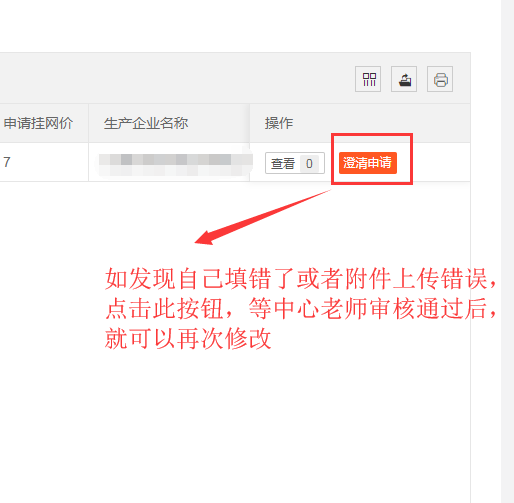 申请挂网价 生产企业名称 操作
7 查看 0 澄清申请
如发现自己填错了或者附件上传错误，
点击此按钮，等中心老师审核通过后，
就可以再次修改